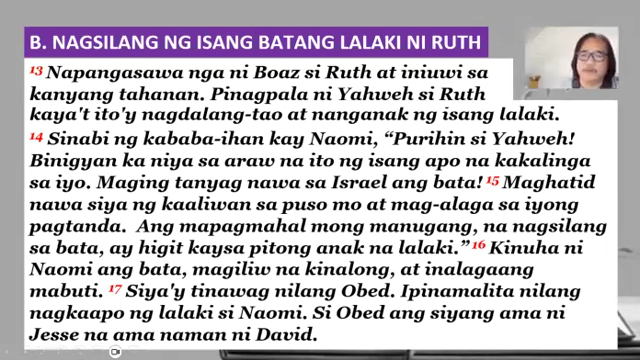 B. NAGSILANG NG ISANG BATANG LALAKI NI RUTH
13 Napangasawa nga ni Boaz si Ruth at iniuwi sa
kanyang tahanan. Pinagpala ni Yahweh si Ruth
kaya't ito'y nagdalang-tao at nanganak ng isang lalaki.
14 Sinabi ng kababa-ihan kay Naomi, “Purihin si Yahweh!
Binigyan ka niya sa araw na ito ng isang apo na kakalinga
sa iyo. Maging tanyag nawa sa Israel ang bata! 15 Maghatid
nawa siya ng kaaliwan sa puso mo at mag-alaga sa iyong
pagtanda. Ang mapagmahal mong manugang, na nagsilang
sa bata, ay higit kaysa pitong anak na lalaki.” 16 Kinuha ni
Naomi ang bata, magiliw na kinalong, at inalagaang
mabuti. 17 Siya'y tinawag nilang Obed. Ipinamalita nilang
nagkaapo ng lalaki si Naomi. Si Obed ang siyang ama ni
Jesse na ama naman ni David.